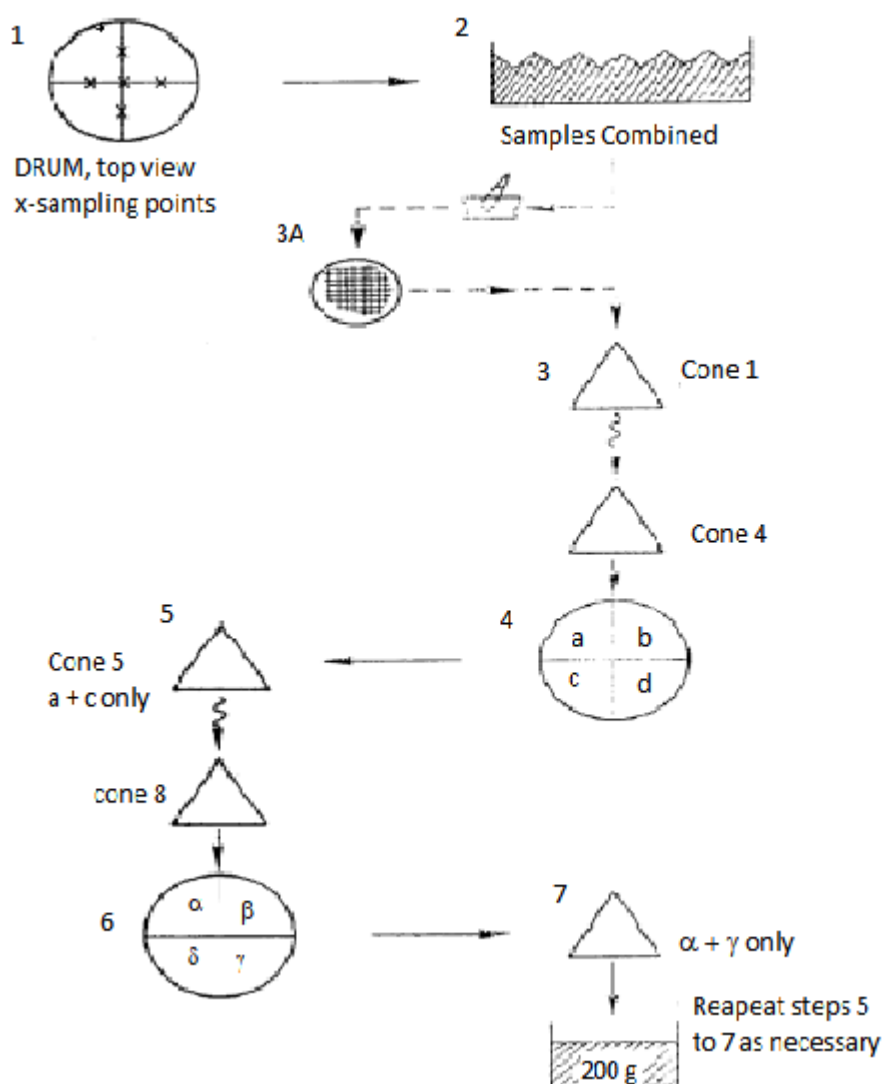 1
2
DRUM, top view
x-sampling points
Samples Combined
3A
3
Cone 1
Cone 4
4
a b
c d
5
Cone 5
a + c only
cone 8
6
α β
δ γ
7
α + γ only
Reapeat steps 5
to 7 as necessary
200 g